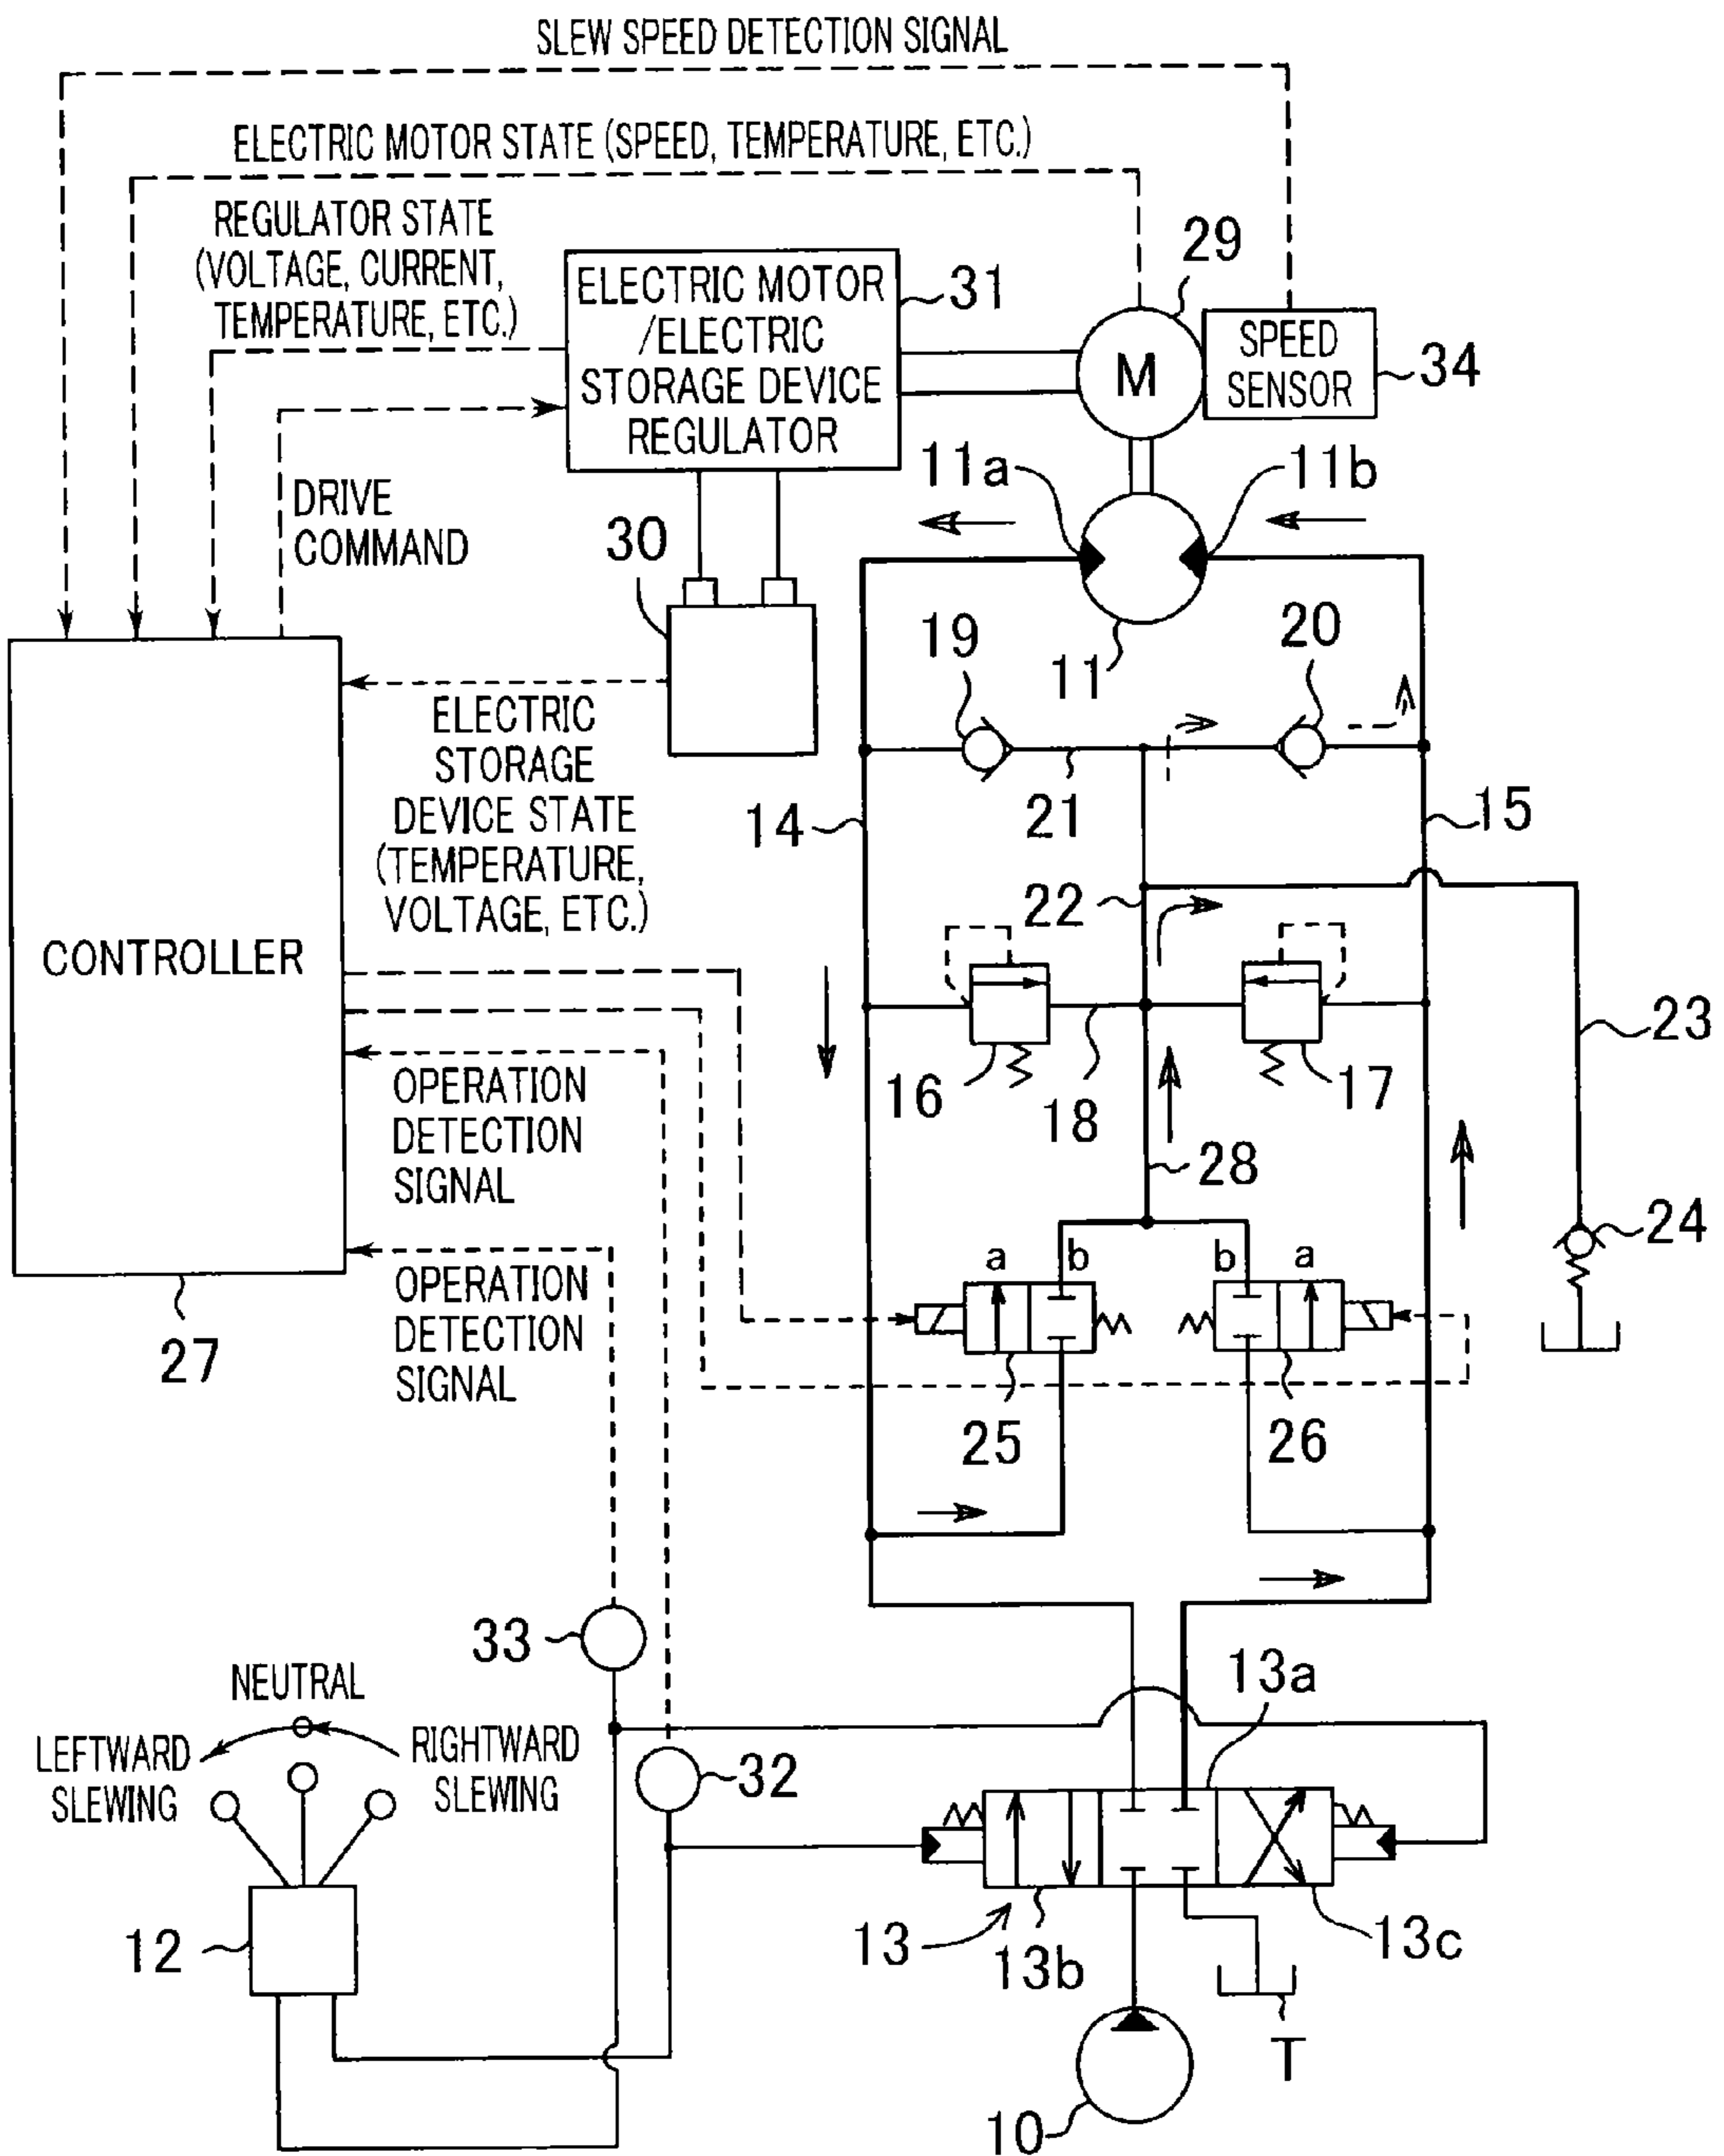 SLEW SPEED DETECTION SIGNAL
ELECTRIC MOTOR STATE (SPEED, TEMPERATURE, ETC.)
REGULATOR STATE
(VOLTAGE, CURRENT,
TEMPERATURE, ETC.)
ELECTRIC MOTOR
/ELECTRIC
STORAGE DEVICE
REGULATOR
31
29
M
SPEED
SENSOR
34
DRIVE
COMMAND
30
11a
11b
11
19
20
21
14
15
22
ELECTRIC
STORAGE
DEVICE STATE
(TEMPERATURE,
VOLTAGE, ETC.)
CONTROLLER
27
16
18
17
23
28
24
OPERATION
DETECTION
SIGNAL
OPERATION
DETECTION
SIGNAL
a
b
b
a
25
26
33
32
NEUTRAL
LEFTWARD
SLEWING
RIGHTWARD
SLEWING
12
13a
13
13b
13c
10
T